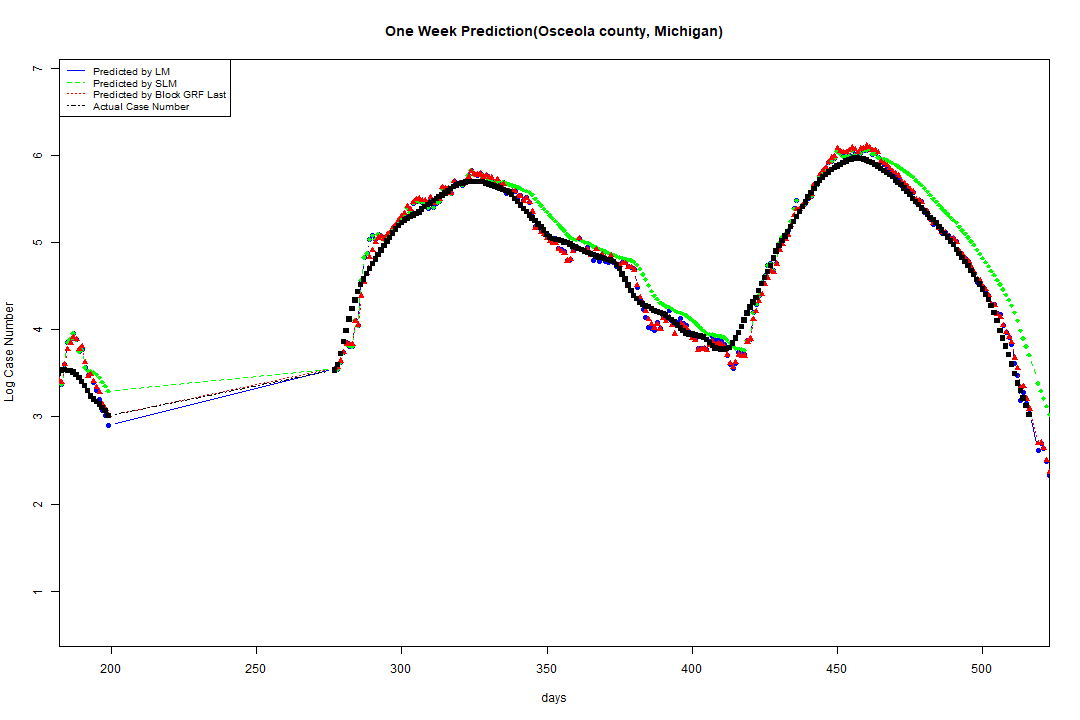 One Week Prediction(Osceola county, Michigan)
Predicted by LM
Predicted by SLM
Predicted by Block GRF Last
Actual Case Number
7
6
5
4
3
2
1
Log Case Number
200 250 300 350 400 450 500
days